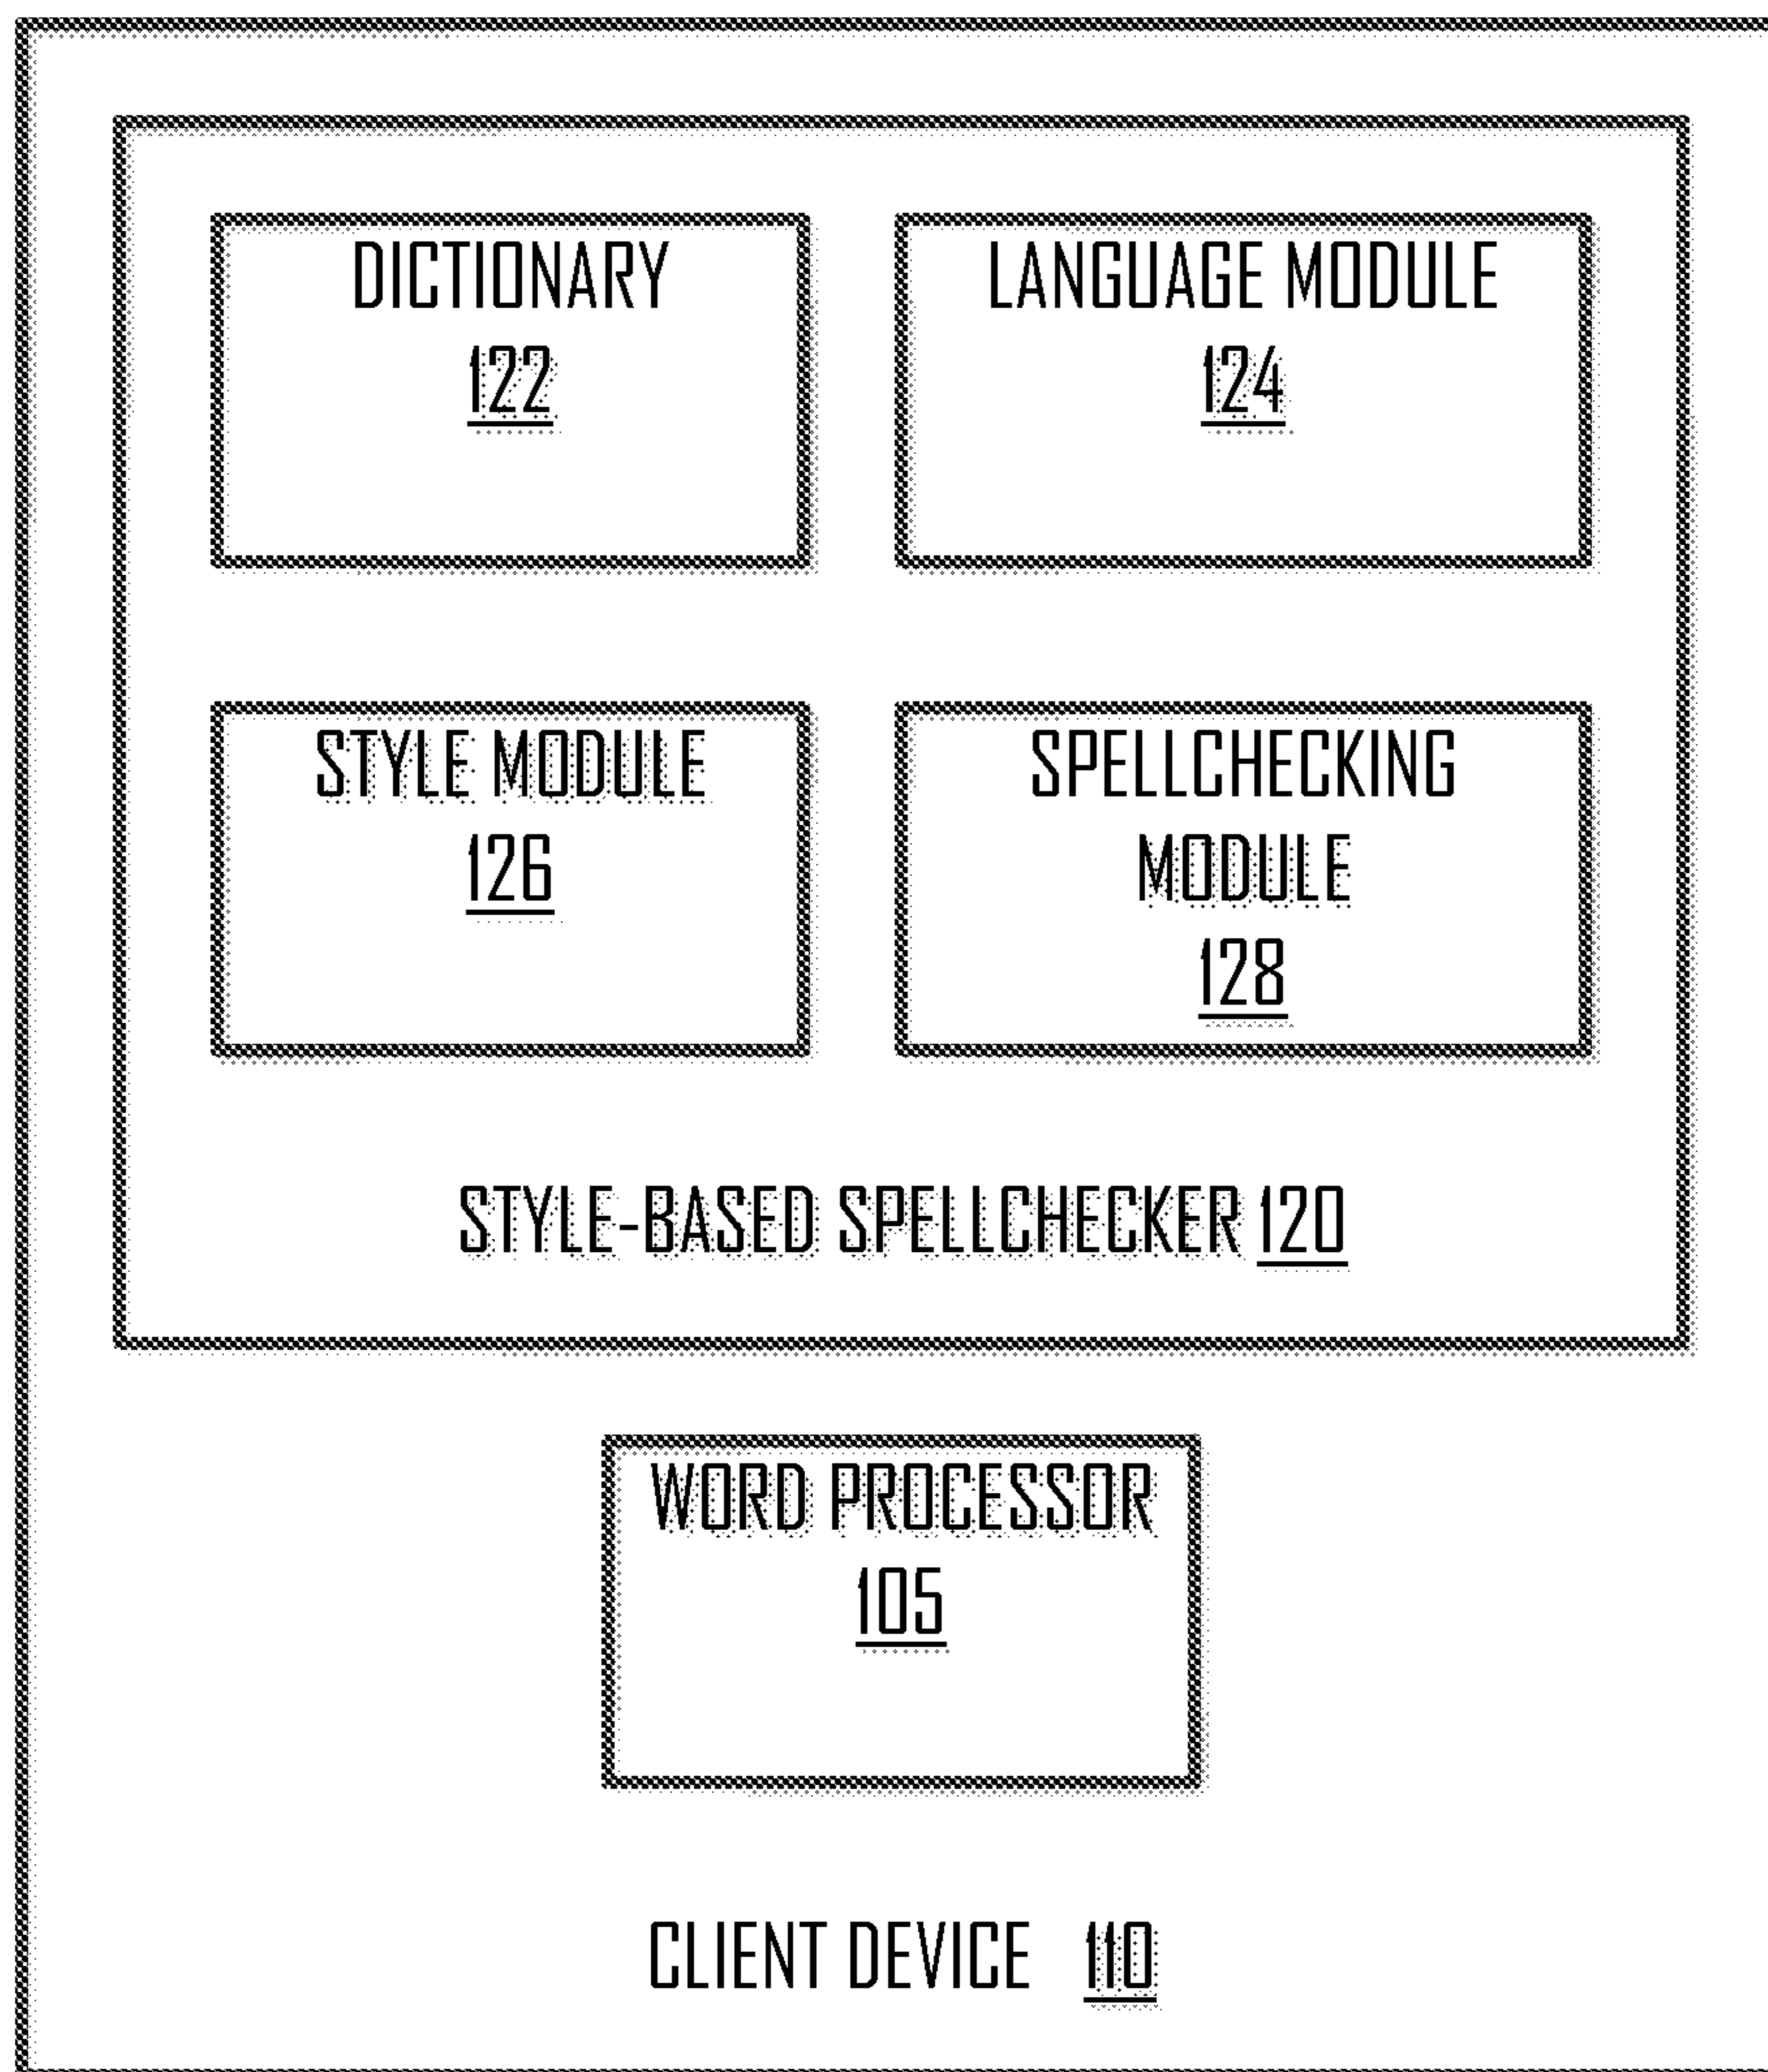 DICTIONARY
122
LANGUAGE MODULE
124
STYLE MODULE
126
SPELLCHECKING
MODULE
128
STYLE-BASED SPELLCHECKER 120
WORD PROCESSOR
105
CLIENT DEVICE 110